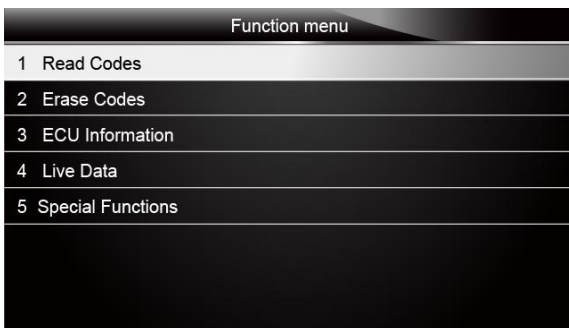 Function menu
1 Read Codes
2 Erase Codes
3 ECU Information
4 Live Data
5 Special Functions